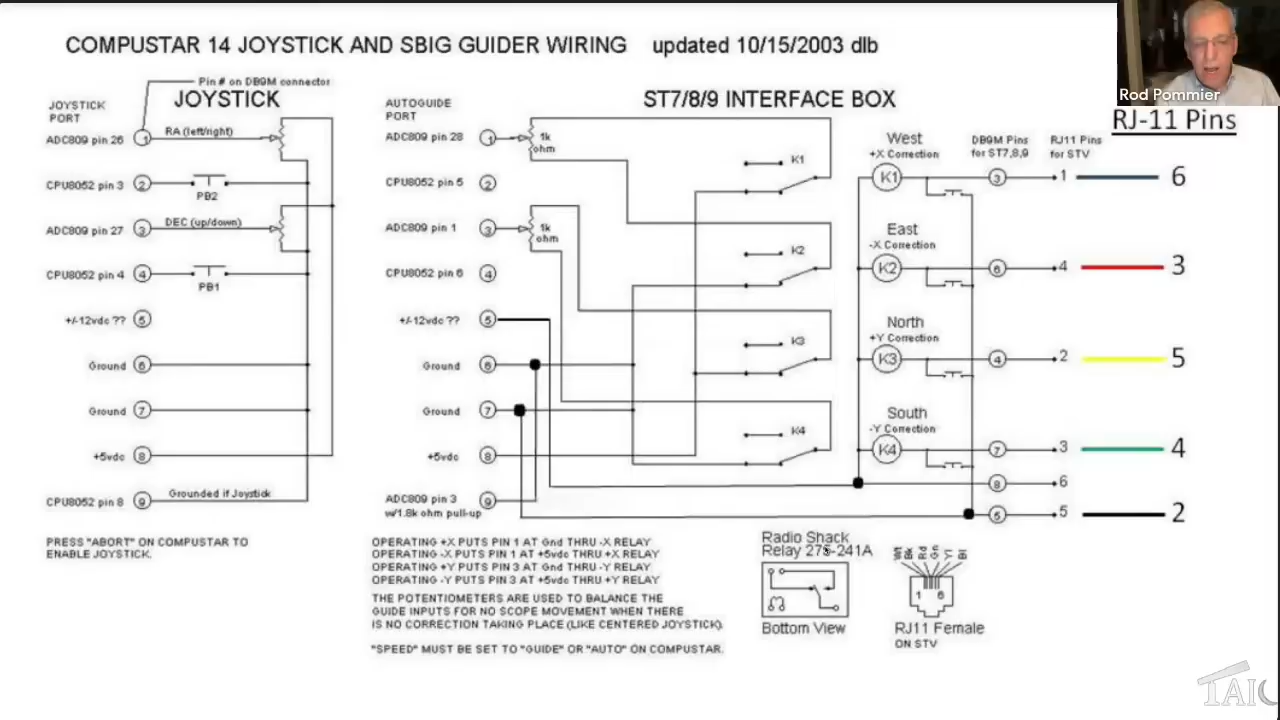 COMPUSTAR 14 JOYSTICK AND SBIG GUIDER WIRING updated 10/15/2003 dlb
Rod Pommier
Pin # on DB9M connector
JOYSTICK
JOYSTICK
PORT
ADC809 pin 26
1
RA (left/right)
CPU8052 pin 3
2
PB2
ADC809 pin 27
3
DEC (up/down)
CPU8052 pin 4
4
PB1
+/-12vdc ??
5
Ground
6
Ground
7
+5vdc
8
CPU8052 pin 8
9
Grounded if Joystick
PRESS "ABORT" ON COMPUSTAR TO
ENABLE JOYSTICK.
AUTOGUIDE
PORT
ST7/8/9 INTERFACE BOX
ADC809 pin 28
1
1k
ohm
CPU8052 pin 5
2
ADC809 pin 1
3
1k
ohm
CPU8052 pin 6
4
+/-12vdc ??
5
Ground
6
Ground
7
+5vdc
8
ADC809 pin 3
w/1.8k ohm pull-up
9
K1
K2
K3
K4
RJ-11 Pins
DB9M Pins
for ST7,8,9
RJ11 Pins
for STV
West
+X Correction
K1
3
1
6
East
-X Correction
K2
6
4
3
North
+Y Correction
K3
4
2
5
South
-Y Correction
K4
7
3
4
8
6
5
2
OPERATING +X PUTS PIN 1 AT Gnd THRU -X RELAY
OPERATING -X PUTS PIN 1 AT +5vdc THRU +X RELAY
OPERATING +Y PUTS PIN 3 AT Gnd THRU -Y RELAY
OPERATING -Y PUTS PIN 3 AT +5vdc THRU +Y RELAY
THE POTENTIOMETERS ARE USED TO BALANCE THE
GUIDE INPUTS FOR NO SCOPE MOVEMENT WHEN THERE
IS NO CORRECTION TAKING PLACE (LIKE CENTERED JOYSTICK).
"SPEED" MUST BE SET TO "GUIDE" OR "AUTO" ON COMPUSTAR.
Radio Shack
Relay 275-241A
Bottom View
Wt Bk Rd Gn Yl Bl
1 6
RJ11 Female
ON STV
TAIC